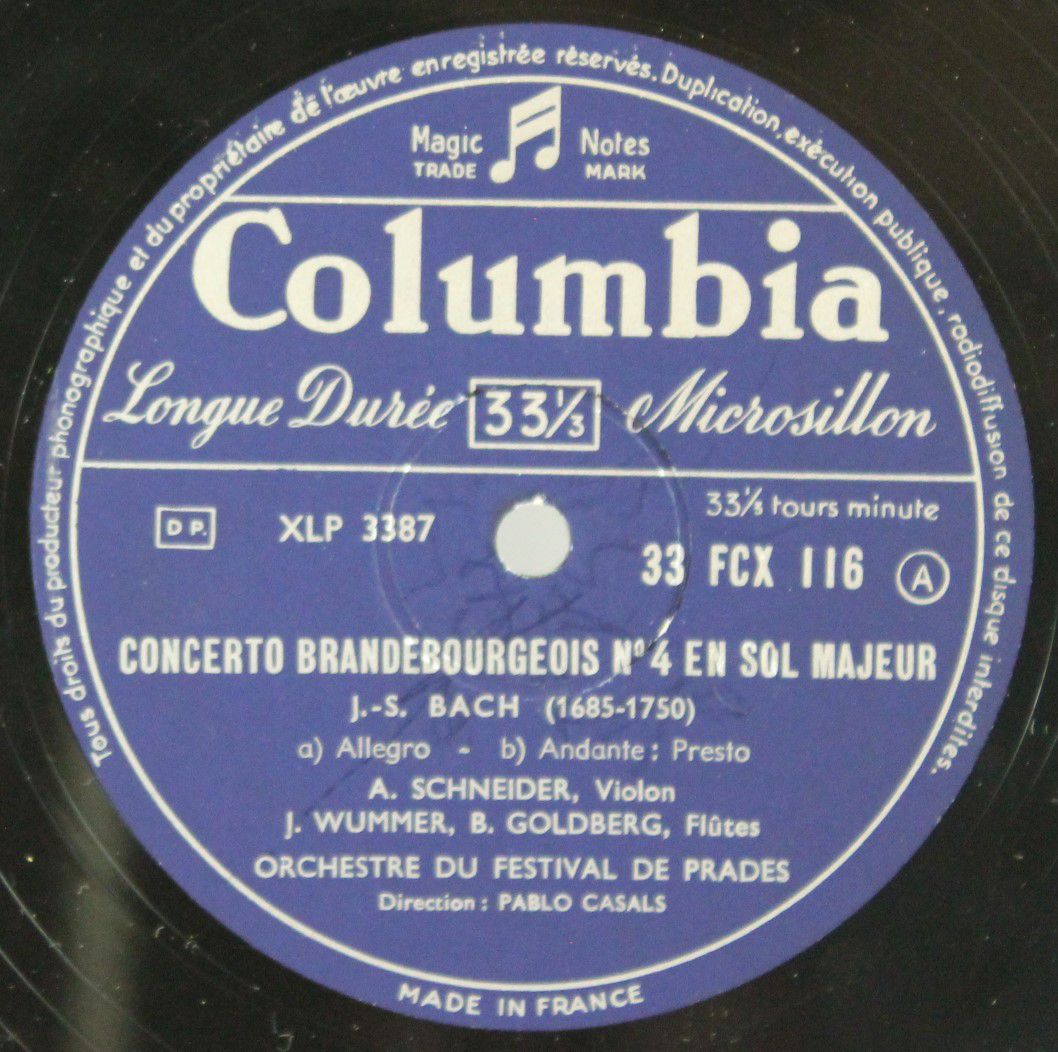 Tous droits du producteur phonographique et du propriétaire de l'œuvre enregistrée réservés. Duplication, exécution publique, radiodiffusion de ce disque interdites.
Magic Notes
TRADE MARK
Columbia
Longue Durée 33⅓ Microsillon
33⅓ tours minute
D P. XLP 3387
33 FCX 116 A
CONCERTO BRANDEBOURGEOIS Nº 4 EN SOL MAJEUR
J.-S. BACH (1685-1750)
a) Allegro - b) Andante : Presto
A. SCHNEIDER, Violon
J. WUMMER, B. GOLDBERG, Flûtes
ORCHESTRE DU FESTIVAL DE PRADES
Direction : PABLO CASALS
MADE IN FRANCE